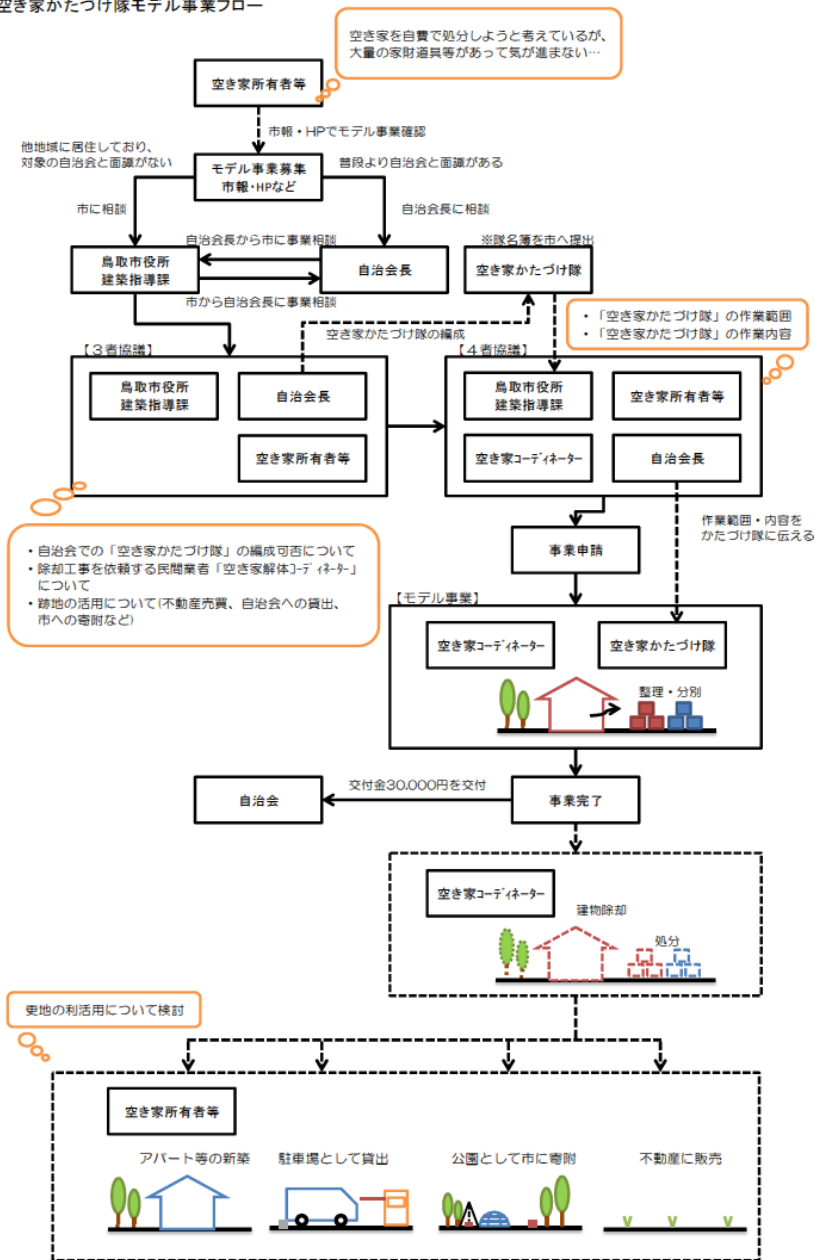 空き家かたづけ隊モデル事業フロー
空き家を自費で処分しようと考えているが、
大量の家財道具等があって気が進まない…
空き家所有者等
市報・HPでモデル事業確認
他地域に居住しており、
対象の自治会と面識がない
モデル事業募集
市報・HPなど
普段より自治会と面識がある
市に相談
自治会長に相談
自治会長から市に事業相談
※隊名簿を市へ提出
鳥取市役所
建築指導課
自治会長
空き家かたづけ隊
市から自治会長に事業相談
空き家かたづけ隊の編成
・「空き家かたづけ隊」の作業範囲
・「空き家かたづけ隊」の作業内容
【3者協議】
鳥取市役所
建築指導課
自治会長
空き家所有者等
【4者協議】
鳥取市役所
建築指導課
空き家所有者等
空き家コーディネーター
自治会長
・自治会での「空き家かたづけ隊」の編成可否について
・除却工事を依頼する民間業者「空き家解体コーディネーター」
について
・跡地の活用について(不動産売買、自治会への貸出、
市への寄附など)
事業申請
作業範囲・内容を
かたづけ隊に伝える
【モデル事業】
空き家コーディネーター
空き家かたづけ隊
整理・分別
自治会
交付金30,000円を交付
事業完了
空き家コーディネーター
建物除却
処分
更地の利活用について検討
空き家所有者等
アパート等の新築
駐車場として貸出
公園として市に寄附
不動産に販売